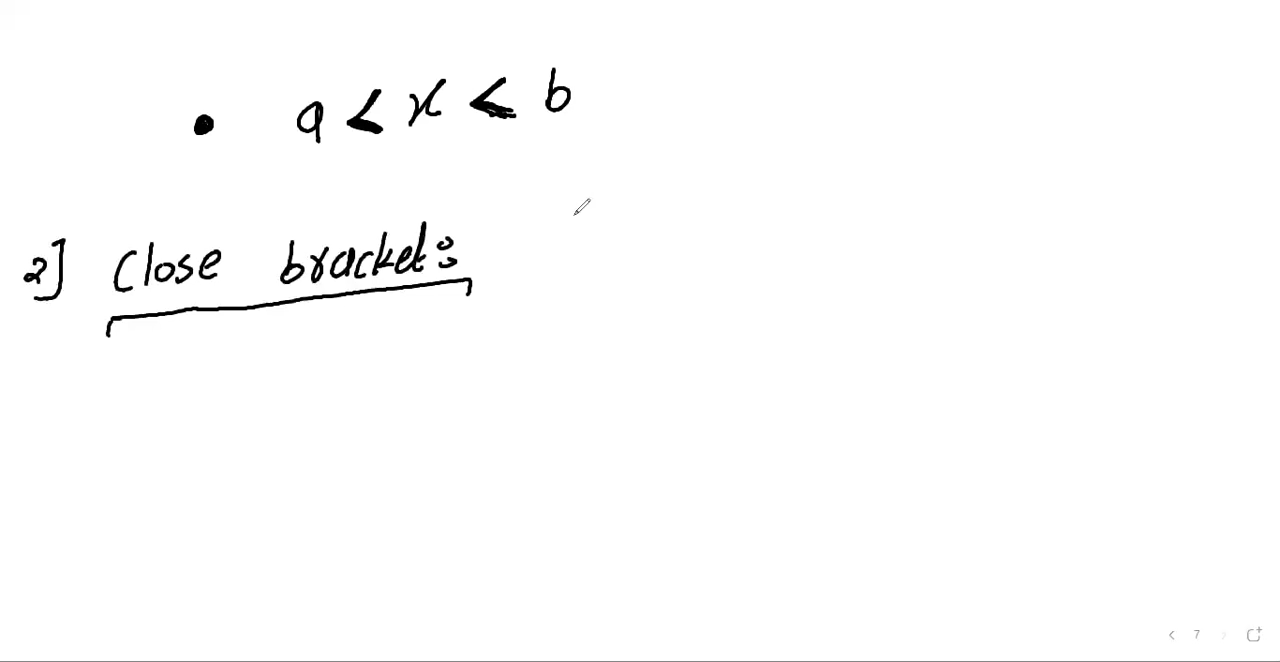 • a < x < b
2] Close bracket:
7